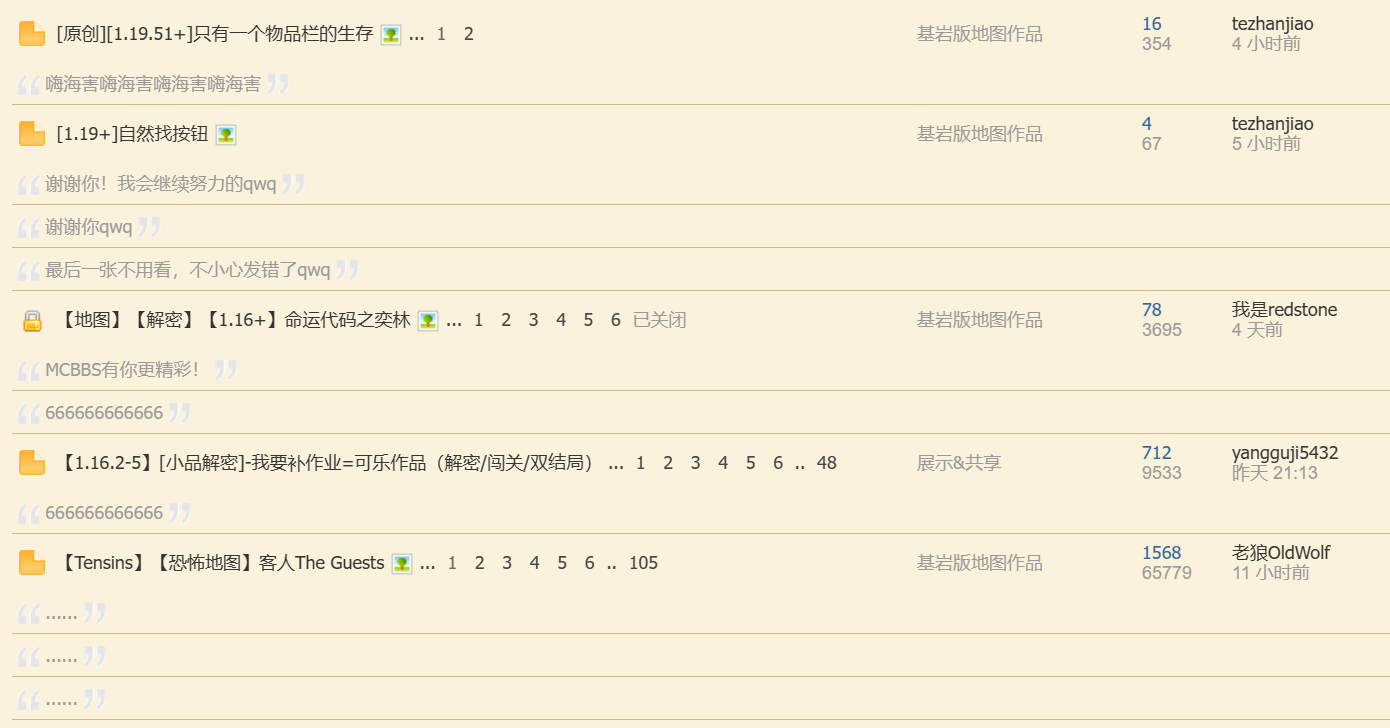 [原创][1.19.51+]只有一个物品栏的生存 ... 1 2 基岩版地图作品 16 tezhanjiao
354 4 小时前
嗨海害嗨海害嗨海害嗨海害
[1.19+]自然找按钮 基岩版地图作品 4 tezhanjiao
67 5 小时前
谢谢你！我会继续努力的qwq
谢谢你qwq
最后一张不用看，不小心发错了qwq
【地图】【解密】【1.16+】命运代码之奕林 ... 1 2 3 4 5 6 已关闭 基岩版地图作品 78 我是redstone
3695 4 天前
MCBBS有你更精彩！
666666666666
【1.16.2-5】[小品解密]-我要补作业=可乐作品（解密/闯关/双结局） ... 1 2 3 4 5 6 .. 48 展示&共享 712 yangguji5432
9533 昨天 21:13
666666666666
【Tensins】【恐怖地图】客人The Guests ... 1 2 3 4 5 6 .. 105 基岩版地图作品 1568 老狼OldWolf
65779 11 小时前
......
......
......